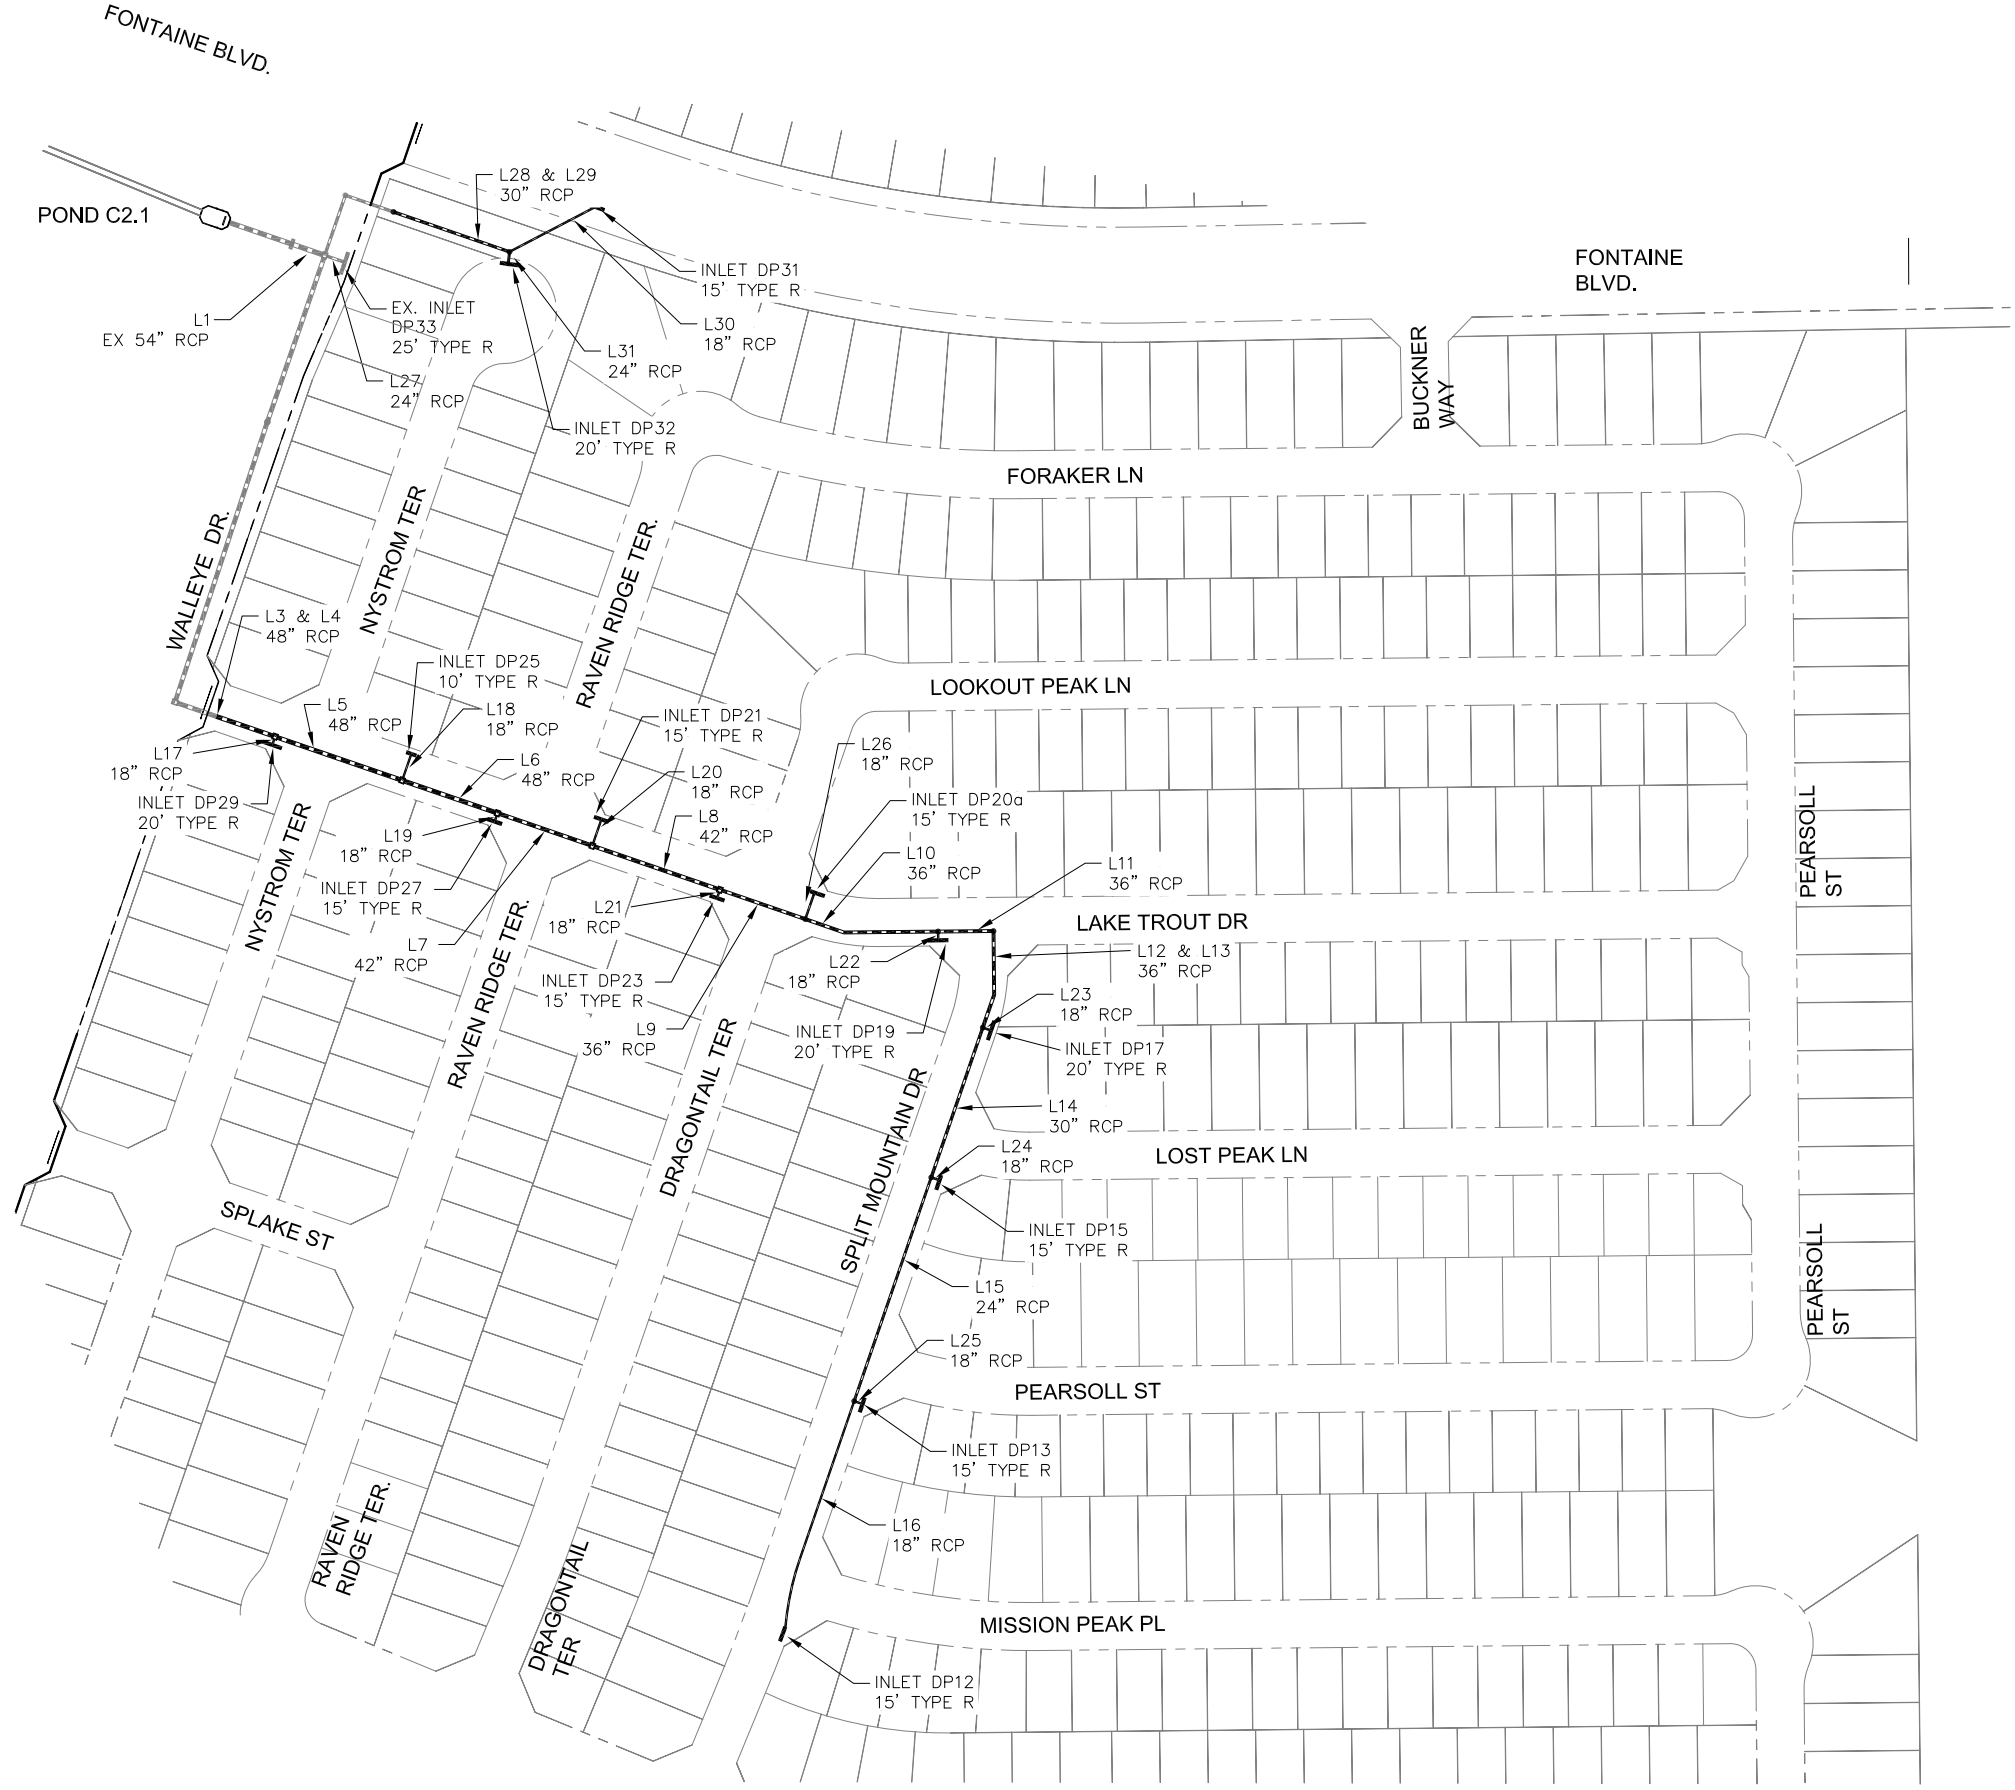 FONTAINE BLVD.
POND C2.1
L28 & L29
30" RCP
INLET DP31
15' TYPE R
L30
18" RCP
L31
24" RCP
L1
EX 54" RCP
EX. INLET
DP33
25' TYPE R
L27
24" RCP
INLET DP32
20' TYPE R
FONTAINE
BLVD.
BUCKNER
WAY
FORAKER LN
WALLEYE DR.
NYSTROM TER
RAVEN RIDGE TER.
L3 & L4
48" RCP
L5
48" RCP
INLET DP25
10' TYPE R
L18
18" RCP
L6
48" RCP
INLET DP21
15' TYPE R
L20
18" RCP
L8
42" RCP
LOOKOUT PEAK LN
L26
18" RCP
INLET DP20a
15' TYPE R
L10
36" RCP
L11
36" RCP
L17
18" RCP
INLET DP29
20' TYPE R
NYSTROM TER
L19
18" RCP
INLET DP27
15' TYPE R
L7
42" RCP
RAVEN RIDGE TER.
L21
18" RCP
INLET DP23
15' TYPE R
L9
36" RCP
DRAGONTAIL TER
LAKE TROUT DR
PEARSOLL
ST
L22
18" RCP
INLET DP19
20' TYPE R
L12 & L13
36" RCP
L23
18" RCP
INLET DP17
20' TYPE R
L14
30" RCP
SPLIT MOUNTAIN DR
L24
18" RCP
LOST PEAK LN
INLET DP15
15' TYPE R
SPLAKE ST
L15
24" RCP
PEARSOLL
ST
L25
18" RCP
PEARSOLL ST
INLET DP13
15' TYPE R
L16
18" RCP
RAVEN
RIDGE TER.
DRAGONTAIL
TER
MISSION PEAK PL
INLET DP12
15' TYPE R